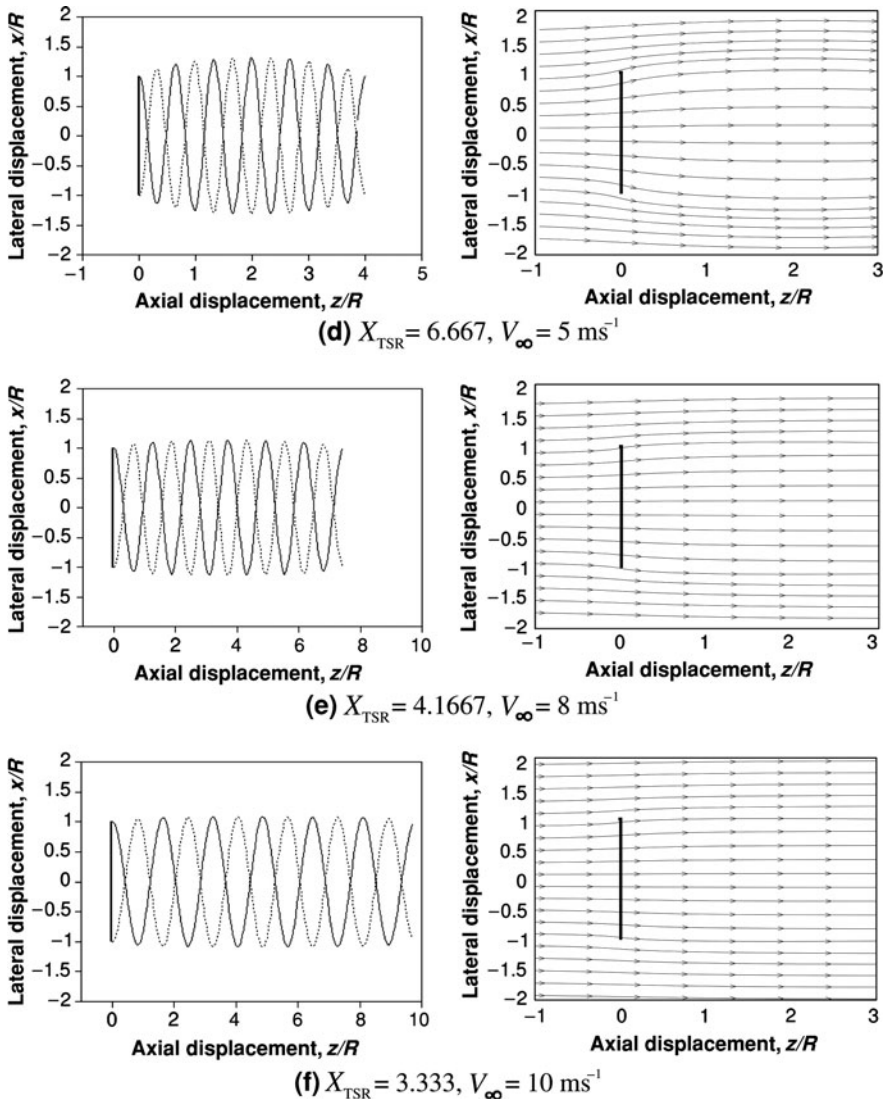 Lateral displacement, x/R
2
1.5
1
0.5
0
−0.5
−1
−1.5
−2
−1 0 1 2 3 4 5
Axial displacement, z/R
Lateral displacement, x/R
2
1.5
1
0.5
0
−0.5
−1
−1.5
−2
−1 0 1 2 3
Axial displacement, z/R
(d) X_TSR = 6.667, V_∞ = 5 ms⁻¹
Lateral displacement, x/R
2
1.5
1
0.5
0
−0.5
−1
−1.5
−2
0 2 4 6 8 10
Axial displacement, z/R
Lateral displacement, x/R
2
1.5
1
0.5
0
−0.5
−1
−1.5
−2
−1 0 1 2 3
Axial displacement, z/R
(e) X_TSR = 4.1667, V_∞ = 8 ms⁻¹
Lateral displacement, x/R
2
1.5
1
0.5
0
−0.5
−1
−1.5
−2
0 2 4 6 8 10
Axial displacement, z/R
Lateral displacement, x/R
2
1.5
1
0.5
0
−0.5
−1
−1.5
−2
−1 0 1 2 3
Axial displacement, z/R
(f) X_TSR = 3.333, V_∞ = 10 ms⁻¹